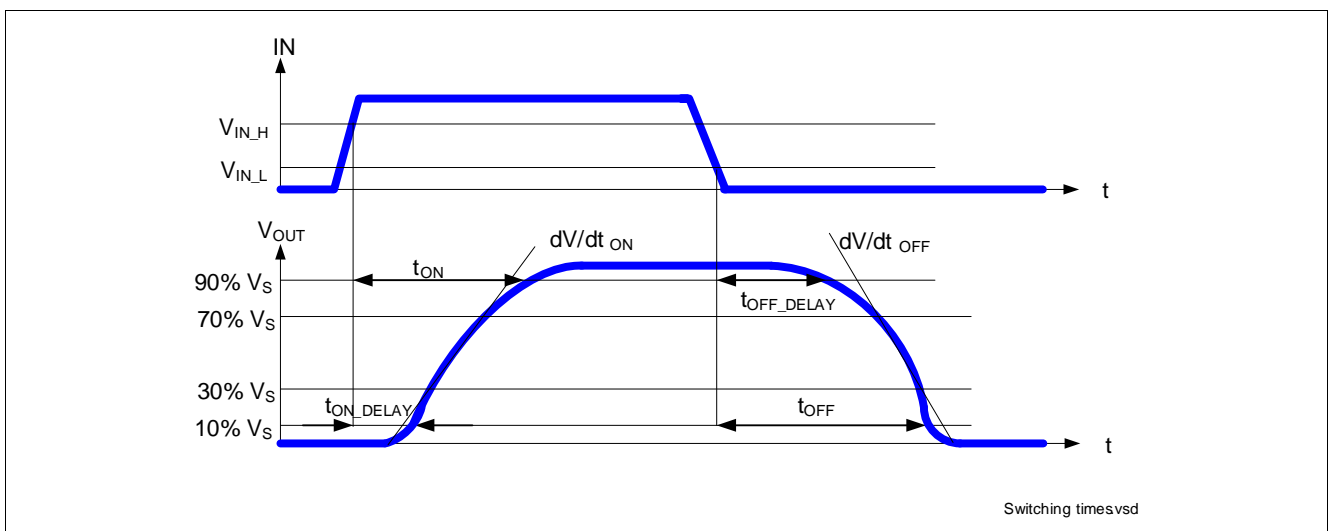 IN
V_IN_H
V_IN_L
t
V_OUT
dV/dt ON
dV/dt OFF
t_ON
90% V_S
t_OFF_DELAY
70% V_S
30% V_S
t_ON_DELAY
t_OFF
10% V_S
t
Switching times.vsd